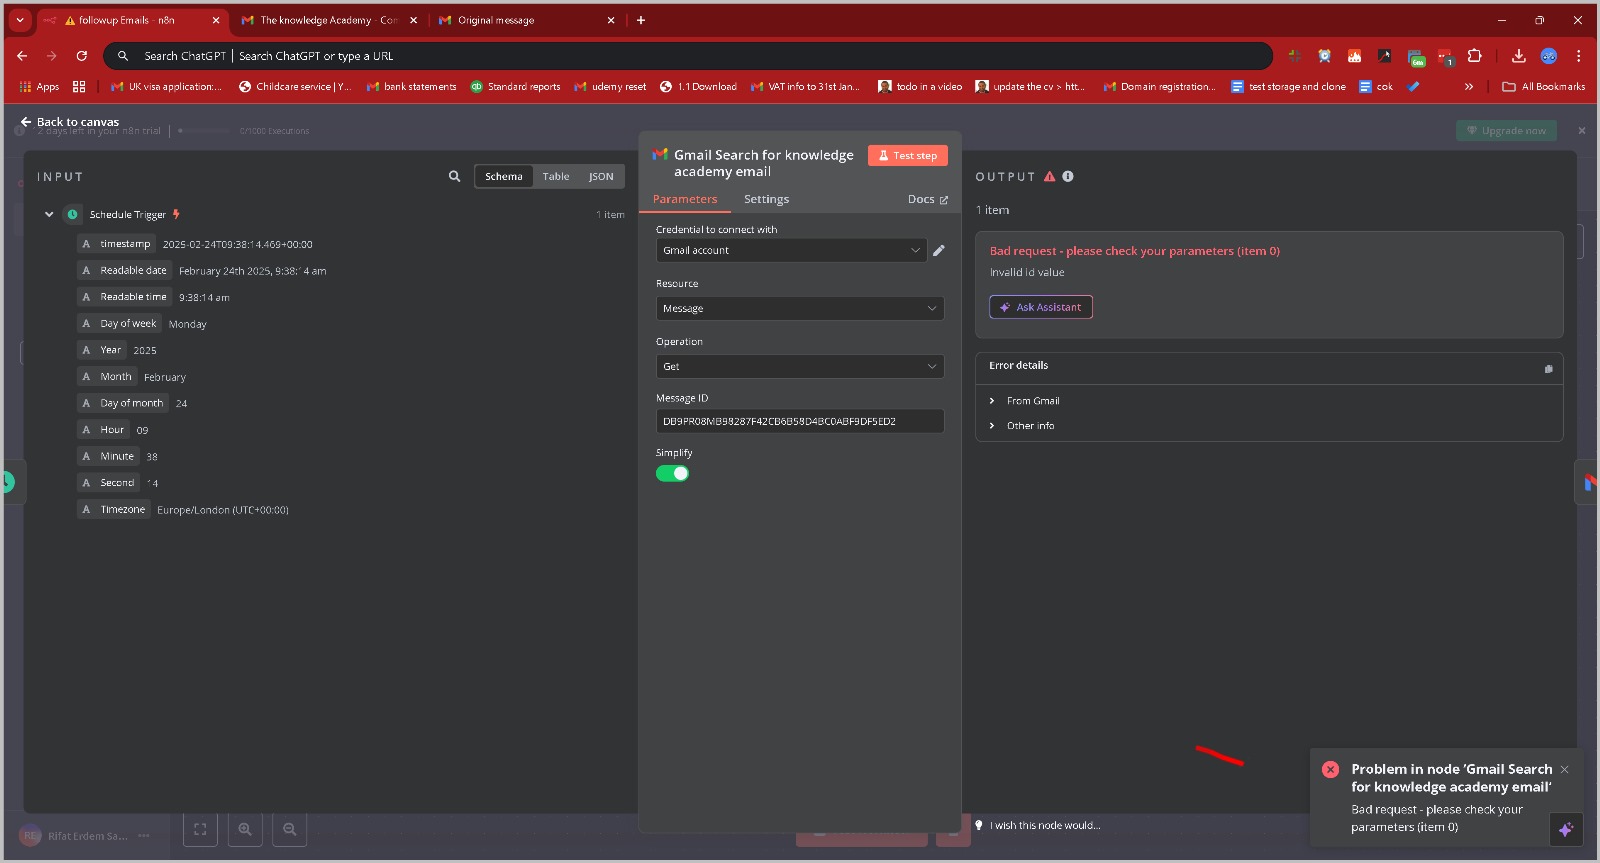 followup Emails - n8n
The knowledge Academy - Con
Original message
Search ChatGPT | Search ChatGPT or type a URL
6m
1
Apps
UK visa application:...
Childcare service | Y...
bank statements
Standard reports
udemy reset
1.1 Download
VAT info to 31st Jan...
todo in a video
update the cv > htt...
Domain registration...
test storage and clone
cok
All Bookmarks
Back to canvas
2 days left in your n8n trial
0/1000 Executions
Upgrade now
INPUT
Schema
Table
JSON
Schedule Trigger
1 item
A timestamp 2025-02-24T09:38:14.469+00:00
A Readable date February 24th 2025, 9:38:14 am
A Readable time 9:38:14 am
A Day of week Monday
A Year 2025
A Month February
A Day of month 24
A Hour 09
A Minute 38
A Second 14
A Timezone Europe/London (UTC+00:00)
Gmail Search for knowledge
academy email
Test step
Parameters
Settings
Docs
Credential to connect with
Gmail account
Resource
Message
Operation
Get
Message ID
DB9PR08MB98287F42CB6B58D4BC0ABF9DF5ED2
Simplify
OUTPUT
1 item
Bad request - please check your parameters (item 0)
Invalid id value
Ask Assistant
Error details
From Gmail
Other info
I wish this node would...
Problem in node ‘Gmail Search
for knowledge academy email‘
Bad request - please check your
parameters (item 0)
RE
Rifat Erdem Sa...